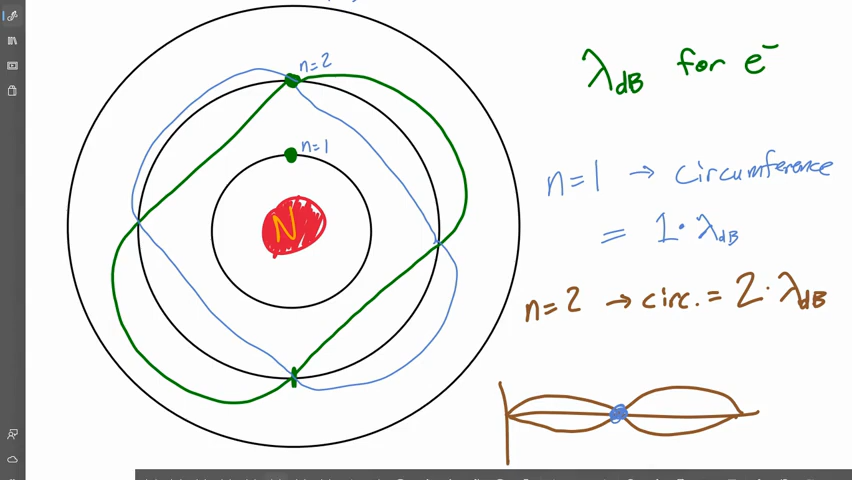 n=2
n=1
N
λdB for e⁻
n=1 → circumference
= 1·λdB
n=2 → circ. = 2·λdB